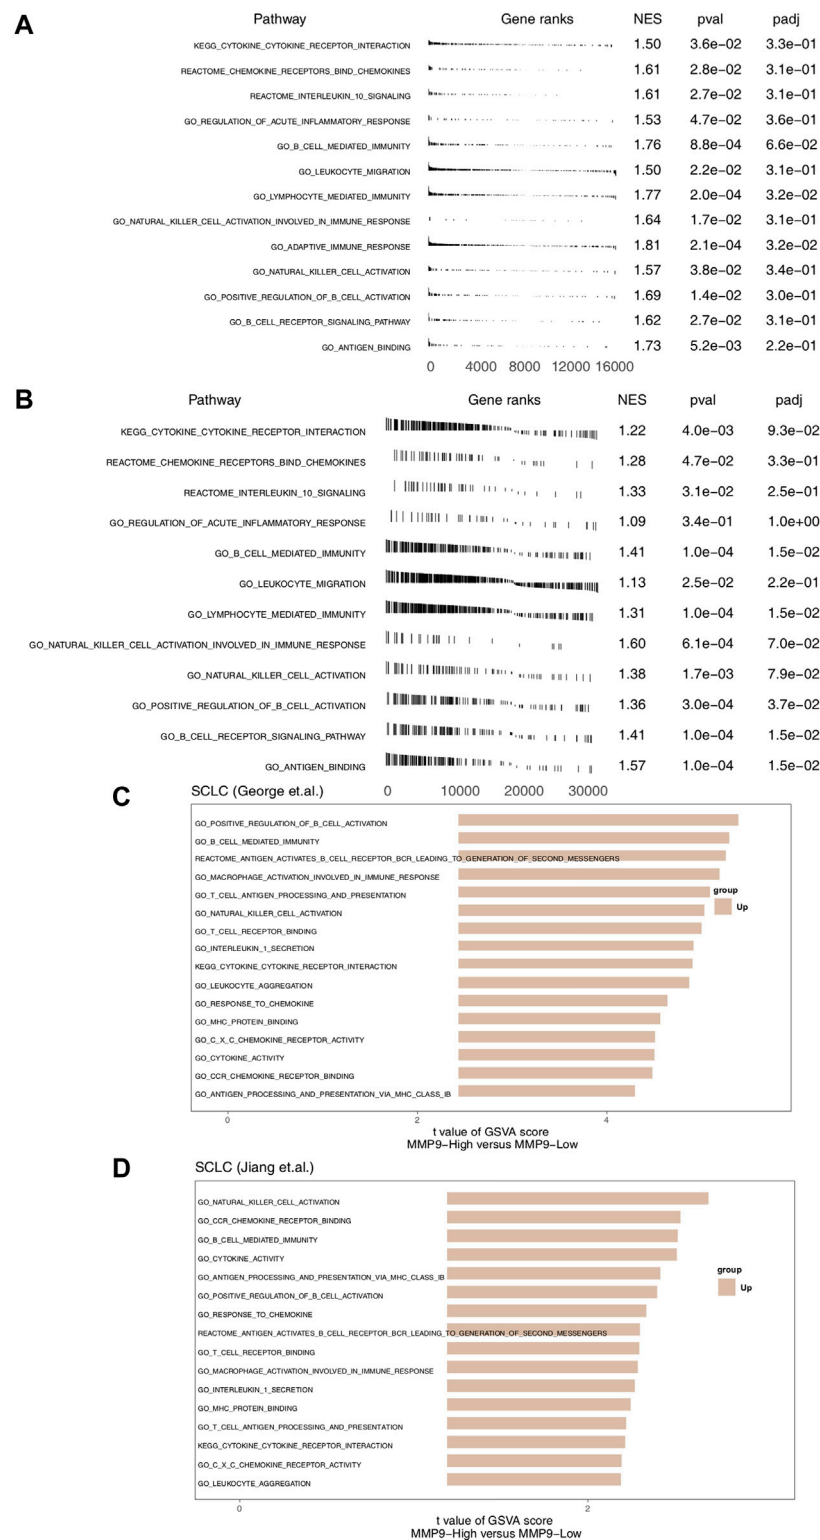 A
Pathway Gene ranks NES pval padj
KEGG_CYTOKINE_CYTOKINE_RECEPTOR_INTERACTION 1.50 3.6e−02 3.3e−01
REACTOME_CHEMOKINE_RECEPTORS_BIND_CHEMOKINES 1.61 2.8e−02 3.1e−01
REACTOME_INTERLEUKIN_10_SIGNALING 1.61 2.7e−02 3.1e−01
GO_REGULATION_OF_ACUTE_INFLAMMATORY_RESPONSE 1.53 4.7e−02 3.6e−01
GO_B_CELL_MEDIATED_IMMUNITY 1.76 8.8e−04 6.6e−02
GO_LEUKOCYTE_MIGRATION 1.50 2.2e−02 3.1e−01
GO_LYMPHOCYTE_MEDIATED_IMMUNITY 1.77 2.0e−04 3.2e−02
GO_NATURAL_KILLER_CELL_ACTIVATION_INVOLVED_IN_IMMUNE_RESPONSE 1.64 1.7e−02 3.1e−01
GO_ADAPTIVE_IMMUNE_RESPONSE 1.81 2.1e−04 3.2e−02
GO_NATURAL_KILLER_CELL_ACTIVATION 1.57 3.8e−02 3.4e−01
GO_POSITIVE_REGULATION_OF_B_CELL_ACTIVATION 1.69 1.4e−02 3.0e−01
GO_B_CELL_RECEPTOR_SIGNALING_PATHWAY 1.62 2.7e−02 3.1e−01
GO_ANTIGEN_BINDING 1.73 5.2e−03 2.2e−01
0 4000 8000 12000 16000
B
Pathway Gene ranks NES pval padj
KEGG_CYTOKINE_CYTOKINE_RECEPTOR_INTERACTION 1.22 4.0e−03 9.3e−02
REACTOME_CHEMOKINE_RECEPTORS_BIND_CHEMOKINES 1.28 4.7e−02 3.3e−01
REACTOME_INTERLEUKIN_10_SIGNALING 1.33 3.1e−02 2.5e−01
GO_REGULATION_OF_ACUTE_INFLAMMATORY_RESPONSE 1.09 3.4e−01 1.0e+00
GO_B_CELL_MEDIATED_IMMUNITY 1.41 1.0e−04 1.5e−02
GO_LEUKOCYTE_MIGRATION 1.13 2.5e−02 2.2e−01
GO_LYMPHOCYTE_MEDIATED_IMMUNITY 1.31 1.0e−04 1.5e−02
GO_NATURAL_KILLER_CELL_ACTIVATION_INVOLVED_IN_IMMUNE_RESPONSE 1.60 6.1e−04 7.0e−02
GO_NATURAL_KILLER_CELL_ACTIVATION 1.38 1.7e−03 7.9e−02
GO_POSITIVE_REGULATION_OF_B_CELL_ACTIVATION 1.36 3.0e−04 3.7e−02
GO_B_CELL_RECEPTOR_SIGNALING_PATHWAY 1.41 1.0e−04 1.5e−02
GO_ANTIGEN_BINDING 1.57 1.0e−04 1.5e−02
0 10000 20000 30000
C
SCLC (George et.al.)
GO_POSITIVE_REGULATION_OF_B_CELL_ACTIVATION
GO_B_CELL_MEDIATED_IMMUNITY
REACTOME_ANTIGEN_ACTIVATES_B_CELL_RECEPTOR_BCR_LEADING_TO_GENERATION_OF_SECOND_MESSENGERS
GO_MACROPHAGE_ACTIVATION_INVOLVED_IN_IMMUNE_RESPONSE
GO_T_CELL_ANTIGEN_PROCESSING_AND_PRESENTATION
GO_NATURAL_KILLER_CELL_ACTIVATION
GO_T_CELL_RECEPTOR_BINDING
GO_INTERLEUKIN_1_SECRETION
KEGG_CYTOKINE_CYTOKINE_RECEPTOR_INTERACTION
GO_LEUKOCYTE_AGGREGATION
GO_RESPONSE_TO_CHEMOKINE
GO_MHC_PROTEIN_BINDING
GO_C_X_C_CHEMOKINE_RECEPTOR_ACTIVITY
GO_CYTOKINE_ACTIVITY
GO_CCR_CHEMOKINE_RECEPTOR_BINDING
GO_ANTIGEN_PROCESSING_AND_PRESENTATION_VIA_MHC_CLASS_IB
group
Up
0 2 4
t value of GSVA score
MMP9−High versus MMP9−Low
D
SCLC (Jiang et.al.)
GO_NATURAL_KILLER_CELL_ACTIVATION
GO_CCR_CHEMOKINE_RECEPTOR_BINDING
GO_B_CELL_MEDIATED_IMMUNITY
GO_CYTOKINE_ACTIVITY
GO_ANTIGEN_PROCESSING_AND_PRESENTATION_VIA_MHC_CLASS_IB
GO_POSITIVE_REGULATION_OF_B_CELL_ACTIVATION
GO_RESPONSE_TO_CHEMOKINE
REACTOME_ANTIGEN_ACTIVATES_B_CELL_RECEPTOR_BCR_LEADING_TO_GENERATION_OF_SECOND_MESSENGERS
GO_T_CELL_RECEPTOR_BINDING
GO_MACROPHAGE_ACTIVATION_INVOLVED_IN_IMMUNE_RESPONSE
GO_INTERLEUKIN_1_SECRETION
GO_MHC_PROTEIN_BINDING
GO_T_CELL_ANTIGEN_PROCESSING_AND_PRESENTATION
KEGG_CYTOKINE_CYTOKINE_RECEPTOR_INTERACTION
GO_C_X_C_CHEMOKINE_RECEPTOR_ACTIVITY
GO_LEUKOCYTE_AGGREGATION
group
Up
0 2
t value of GSVA score
MMP9−High versus MMP9−Low